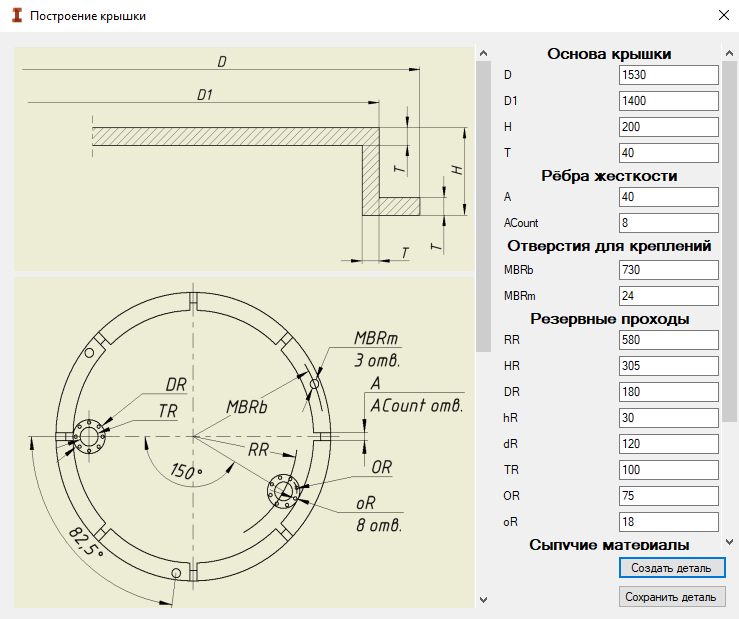 Построение крышки
D
D1
T
H
T
T
MBRm
3 отв.
A
ACount отв.
DR
TR
MBRb
RR
150°
OR
oR
8 отв.
82,5°
Основа крышки
D 1530
D1 1400
H 200
T 40
Рёбра жесткости
A 40
ACount 8
Отверстия для креплений
MBRb 730
MBRm 24
Резервные проходы
RR 580
HR 305
DR 180
hR 30
dR 120
TR 100
OR 75
oR 18
Сыпучие материалы
Создать деталь
Сохранить деталь